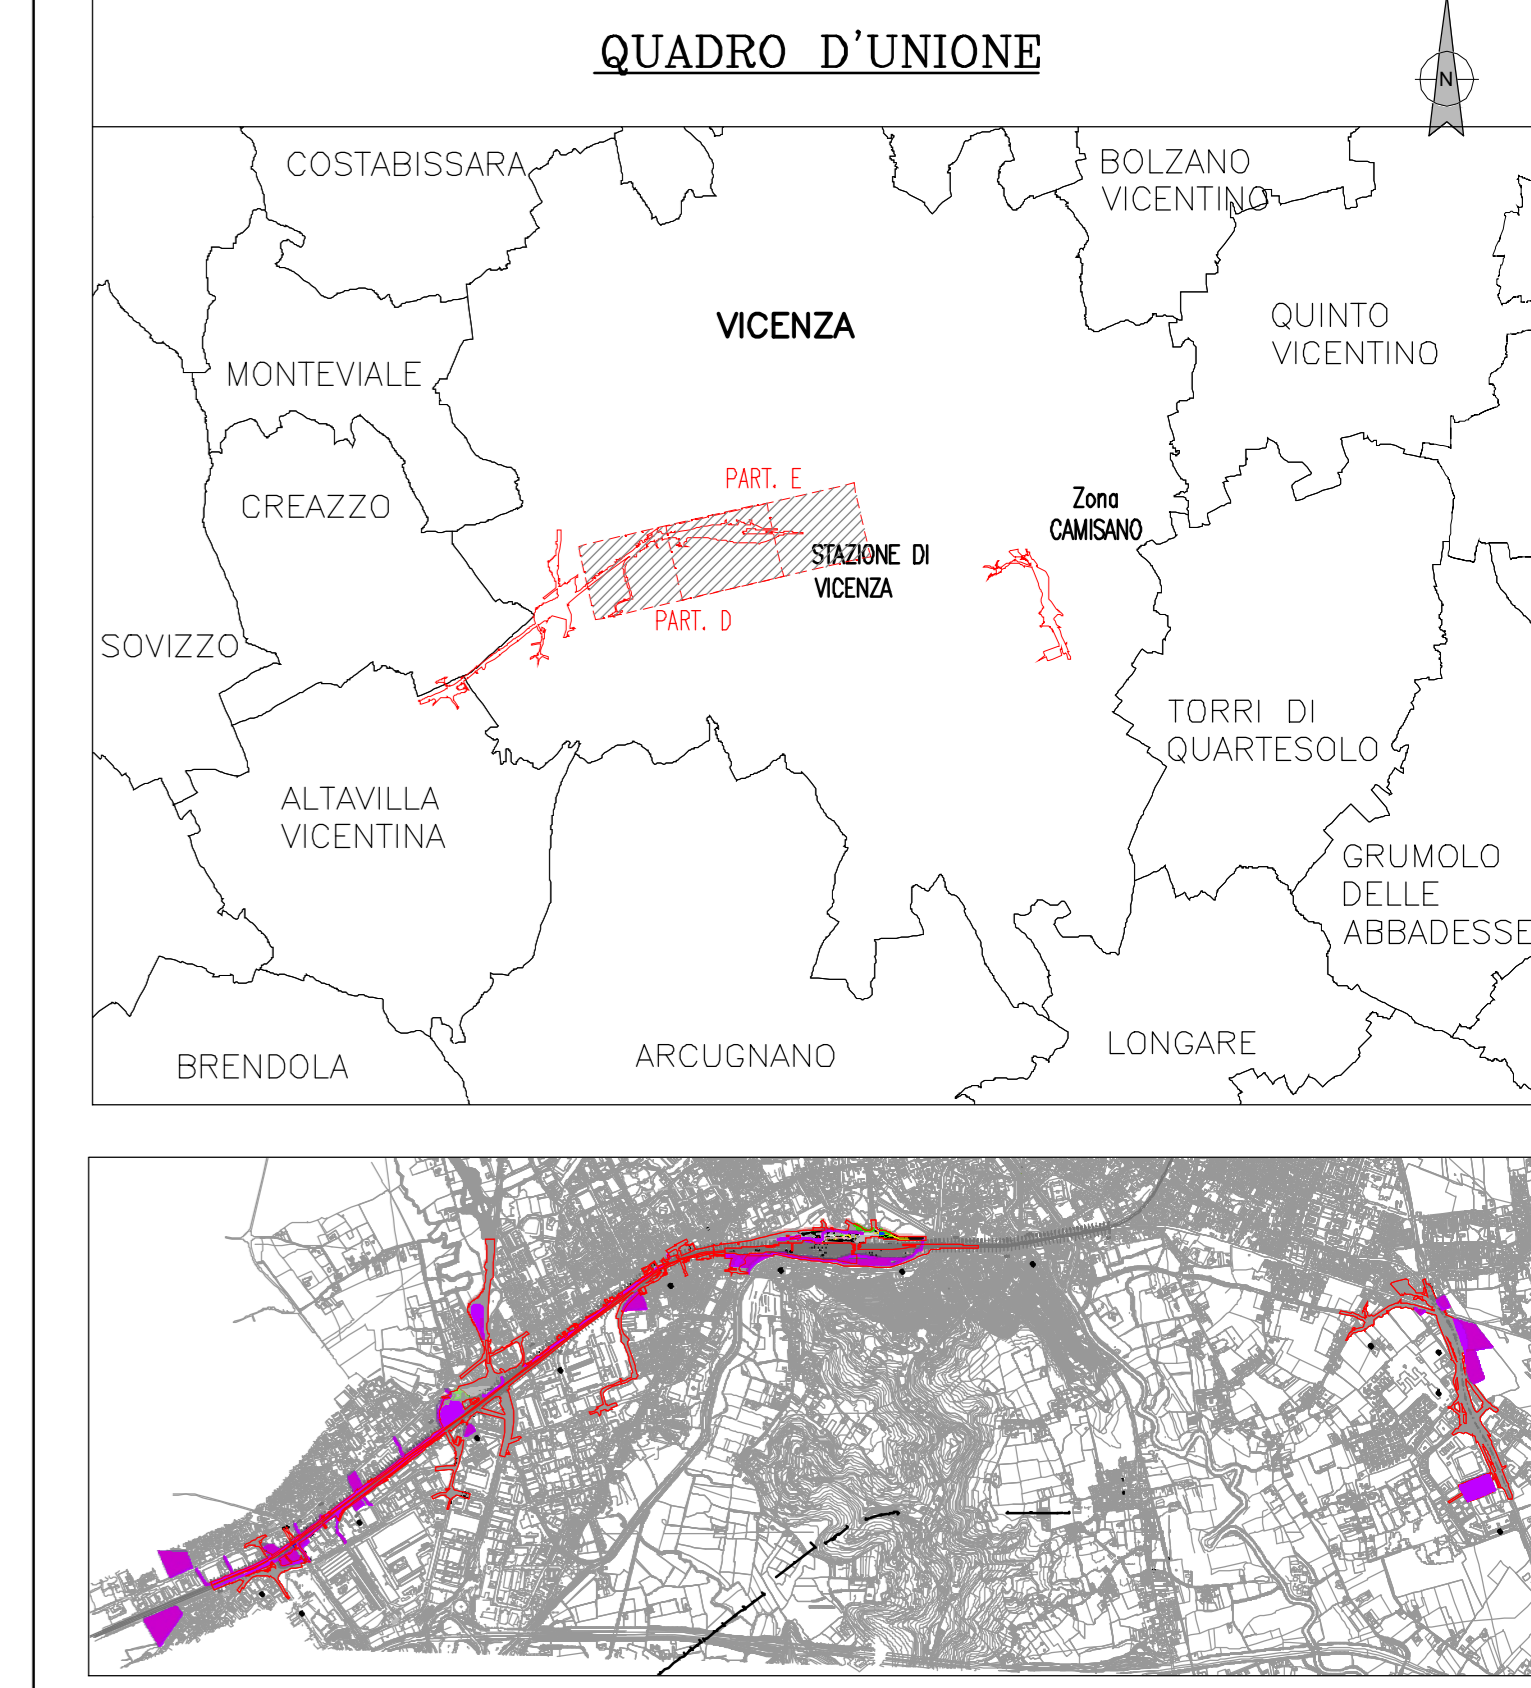 QUADRO D'UNIONE
N
COSTABISSARA
BOLZANO
VICENTINO
VICENZA
QUINTO
VICENTINO
MONTEVIALE
CREAZZO
PART. E
Zona
CAMISANO
STAZIONE DI
VICENZA
PART. D
SOVIZZO
TORRI DI
QUARTESOLO
ALTAVILLA
VICENTINA
GRUMOLO
DELLE
ABBADESSE
BRENDOLA
ARCUGNANO
LONGARE